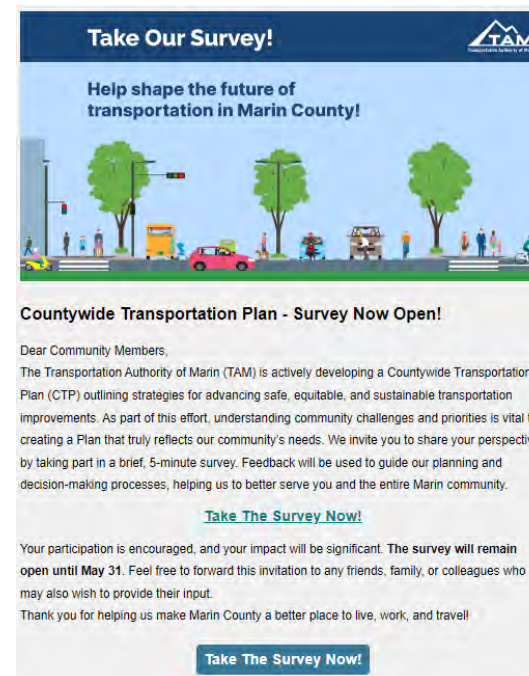 Take Our Survey!
TAM
Help shape the future of
transportation in Marin County!
Countywide Transportation Plan - Survey Now Open!
Dear Community Members,
The Transportation Authority of Marin (TAM) is actively developing a Countywide Transportation
Plan (CTP) outlining strategies for advancing safe, equitable, and sustainable transportation
improvements. As part of this effort, understanding community challenges and priorities is vital
creating a Plan that truly reflects our community's needs. We invite you to share your
by taking part in a brief, 5-minute survey. Feedback will be used to guide our planning and
decision-making processes, helping us to better serve you and the entire Marin community.
Take The Survey Now!
Your participation is encouraged, and your impact will be significant. The survey will remain
open until May 31. Feel free to forward this invitation to any friends, family, or colleagues who
may also wish to provide their input.
Thank you for helping us make Marin County a better place to live, work, and travel!
Take The Survey Now!